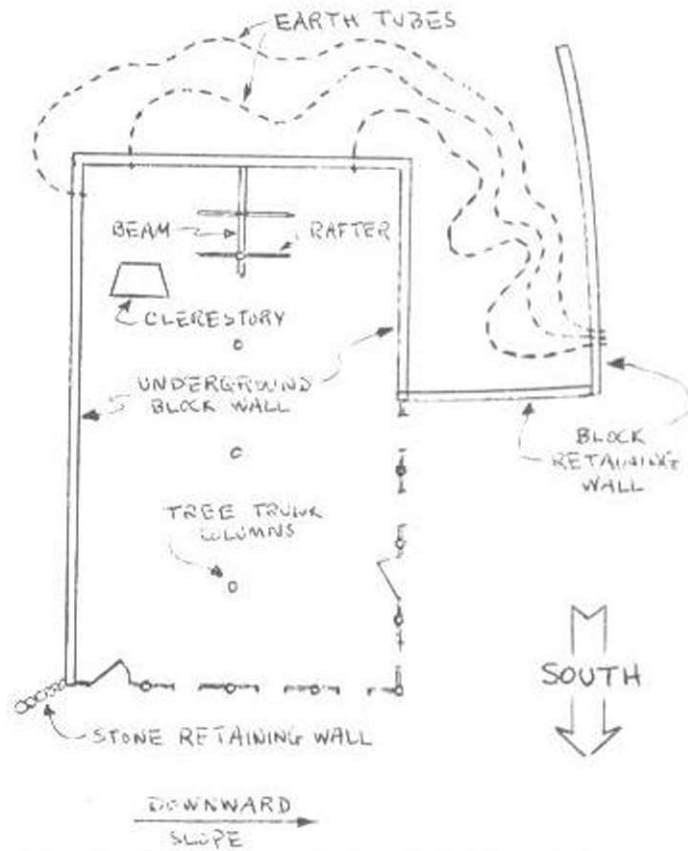 EARTH TUBES
BEAM
RAFTER
CLERESTORY
UNDERGROUND
BLOCK WALL
BLOCK
RETAINING
WALL
TREE TRUNK
COLUMNS
SOUTH
STONE RETAINING WALL
DOWNWARD
SLOPE